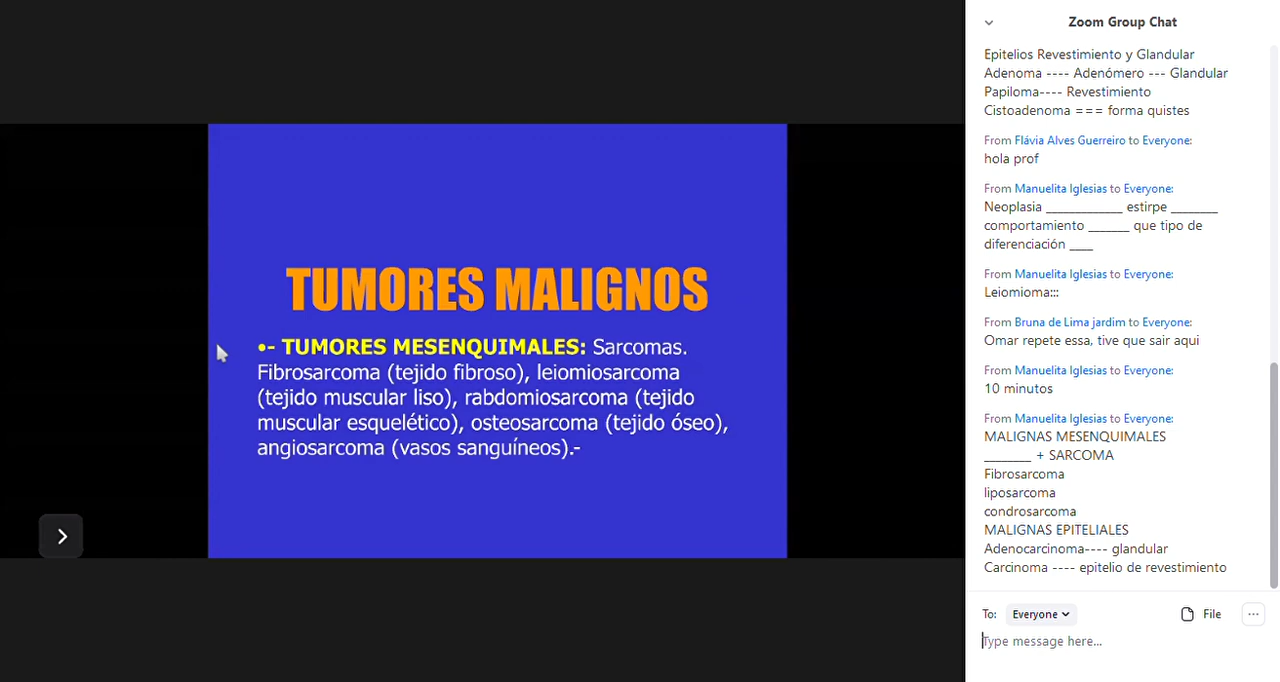 TUMORES MALIGNOS
•- TUMORES MESENQUIMALES: Sarcomas.
Fibrosarcoma (tejido fibroso), leiomiosarcoma
(tejido muscular liso), rabdomiosarcoma (tejido
muscular esquelético), osteosarcoma (tejido óseo),
angiosarcoma (vasos sanguíneos).-
Zoom Group Chat
Epitelios Revestimiento y Glandular
Adenoma ---- Adenómero --- Glandular
Papiloma---- Revestimiento
Cistoadenoma === forma quistes
From Flávia Alves Guerreiro to Everyone:
hola prof
From Manuelita Iglesias to Everyone:
Neoplasia _____________ estirpe ________
comportamiento _______ que tipo de
diferenciación ____
From Manuelita Iglesias to Everyone:
Leiomioma:::
From Bruna de Lima jardim to Everyone:
Omar repete essa, tive que sair aqui
From Manuelita Iglesias to Everyone:
10 minutos
From Manuelita Iglesias to Everyone:
MALIGNAS MESENQUIMALES
________ + SARCOMA
Fibrosarcoma
liposarcoma
condrosarcoma
MALIGNAS EPITELIALES
Adenocarcinoma---- glandular
Carcinoma ---- epitelio de revestimiento
To: Everyone File ...
Type message here...